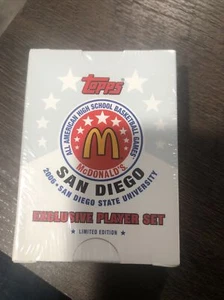 Topps
ALL AMERICAN HIGH SCHOOL BASKETBALL GAMES
M
McDONALD'S
SAN DIEGO
2006 • SAN DIEGO STATE UNIVERSITY
EXCLUSIVE PLAYER SET
LIMITED EDITION